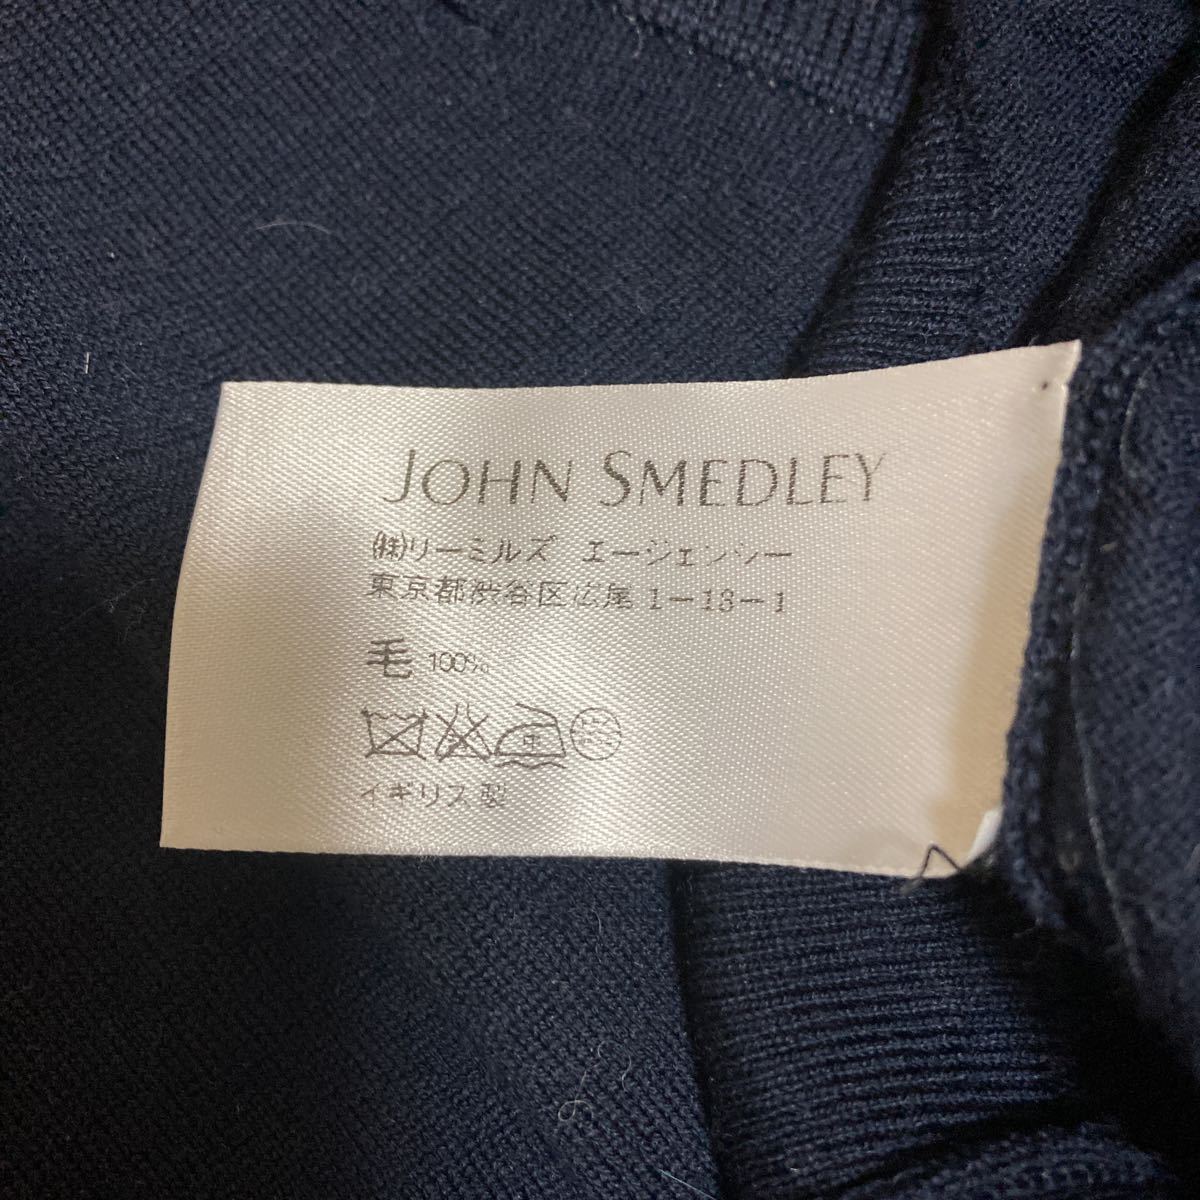 JOHN SMEDLEY
㈱リーミルズ エージェンシー
東京都渋谷区広尾1-18-1
毛 100%
イギリス製